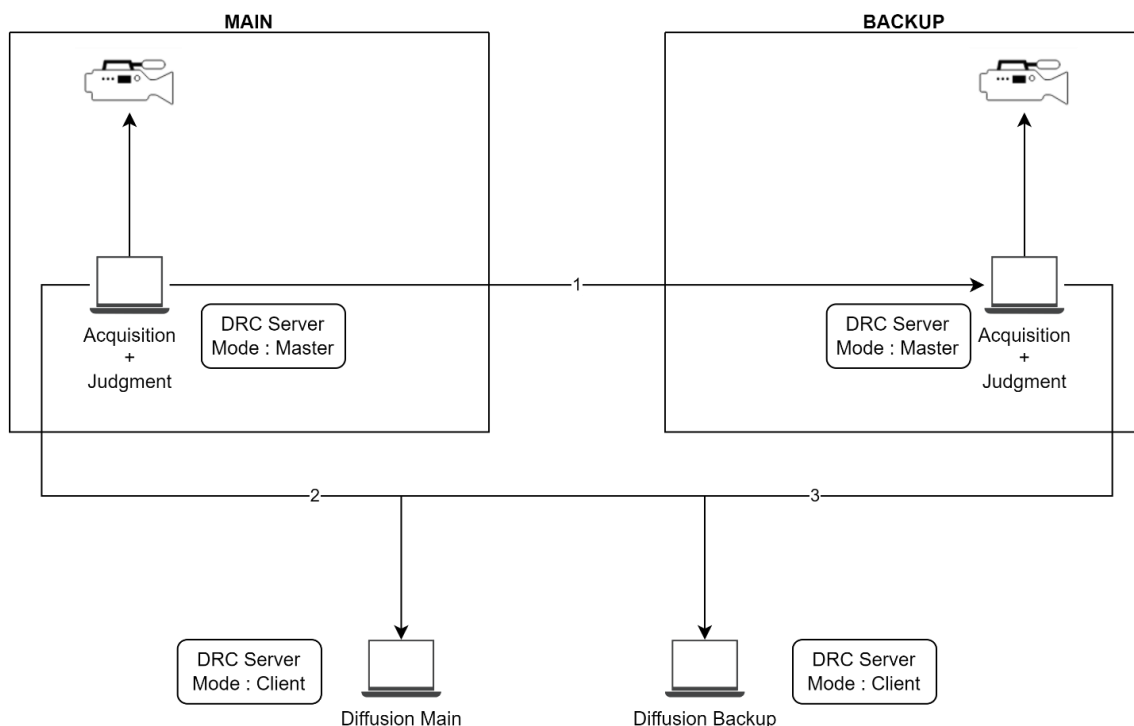 MAIN
BACKUP
1
DRC Server
Mode : Master
Acquisition
+
Judgment
DRC Server
Mode : Master
Acquisition
+
Judgment
2
3
DRC Server
Mode : Client
Diffusion Main
DRC Server
Mode : Client
Diffusion Backup